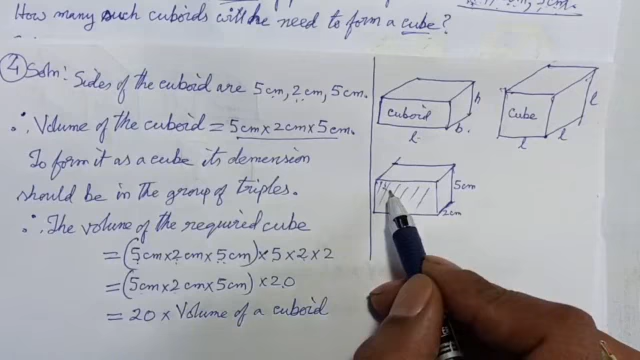 How many such cuboids will he need to form a cube?
④ Soln: Sides of the cuboid are 5cm, 2cm, 5cm.
∴ Volume of the cuboid = 5cm×2cm×5cm.
To form it as a cube its demension
should be in the group of triples.
∴ The volume of the required cube
= (5cm×2cm×5cm)×5×2×2
= (5cm×2cm×5cm) ×20
= 20 × Volume of a cuboid
cuboid
h
b.
l.
cube
l
l
l
5cm
2cm